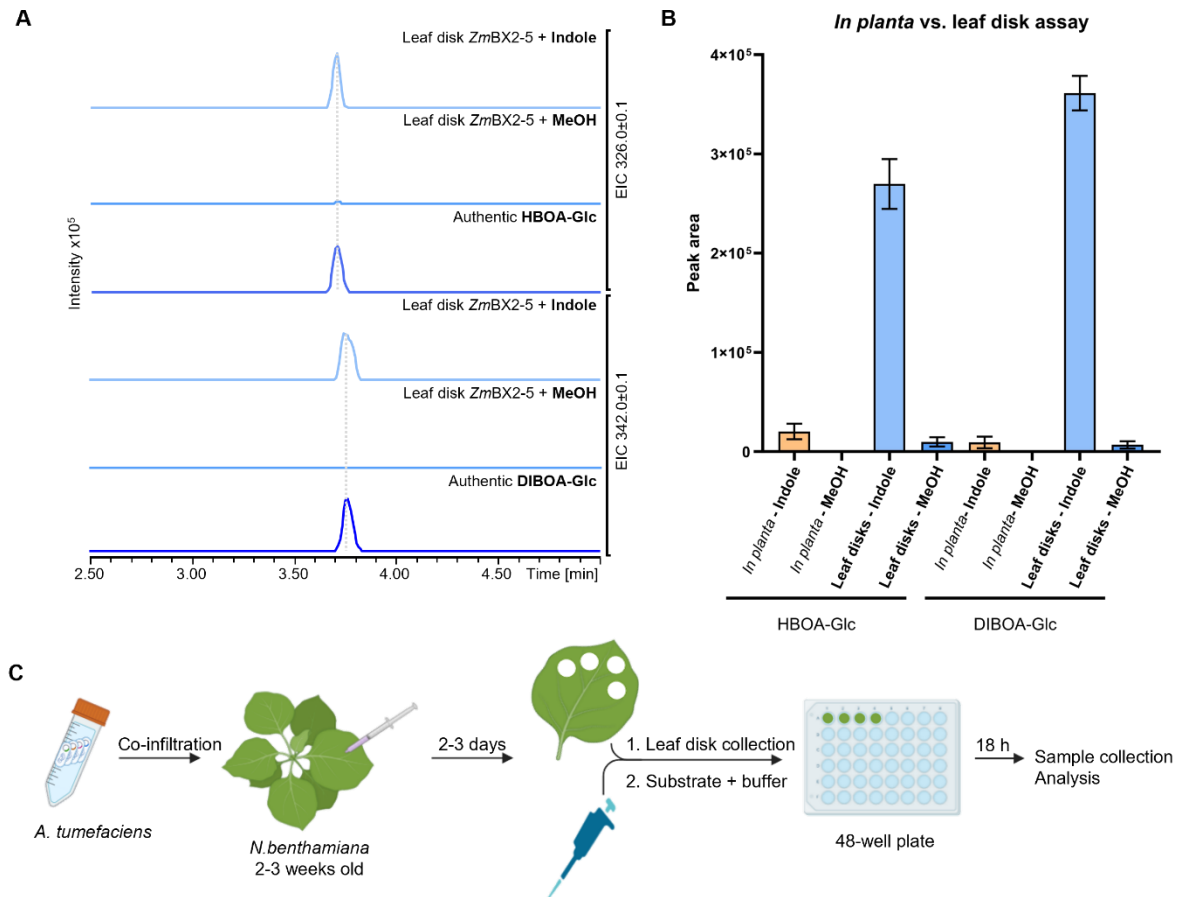 A
Leaf disk ZmBX2-5 + Indole
Leaf disk ZmBX2-5 + MeOH
Authentic HBOA-Glc
EIC 326.0±0.1
Leaf disk ZmBX2-5 + Indole
Leaf disk ZmBX2-5 + MeOH
Authentic DIBOA-Glc
EIC 342.0±0.1
Intensity x10⁵
2.50 3.00 3.50 4.00 4.50 Time [min]
B
In planta vs. leaf disk assay
Peak area
4×10⁵
3×10⁵
2×10⁵
1×10⁵
0
In planta - Indole
In planta - MeOH
Leaf disks - Indole
Leaf disks - MeOH
In planta - Indole
In planta - MeOH
Leaf disks - Indole
Leaf disks - MeOH
HBOA-Glc
DIBOA-Glc
C
Co-infiltration
2-3 days
1. Leaf disk collection
2. Substrate + buffer
18 h
Sample collection
Analysis
A. tumefaciens
N.benthamiana
2-3 weeks old
48-well plate